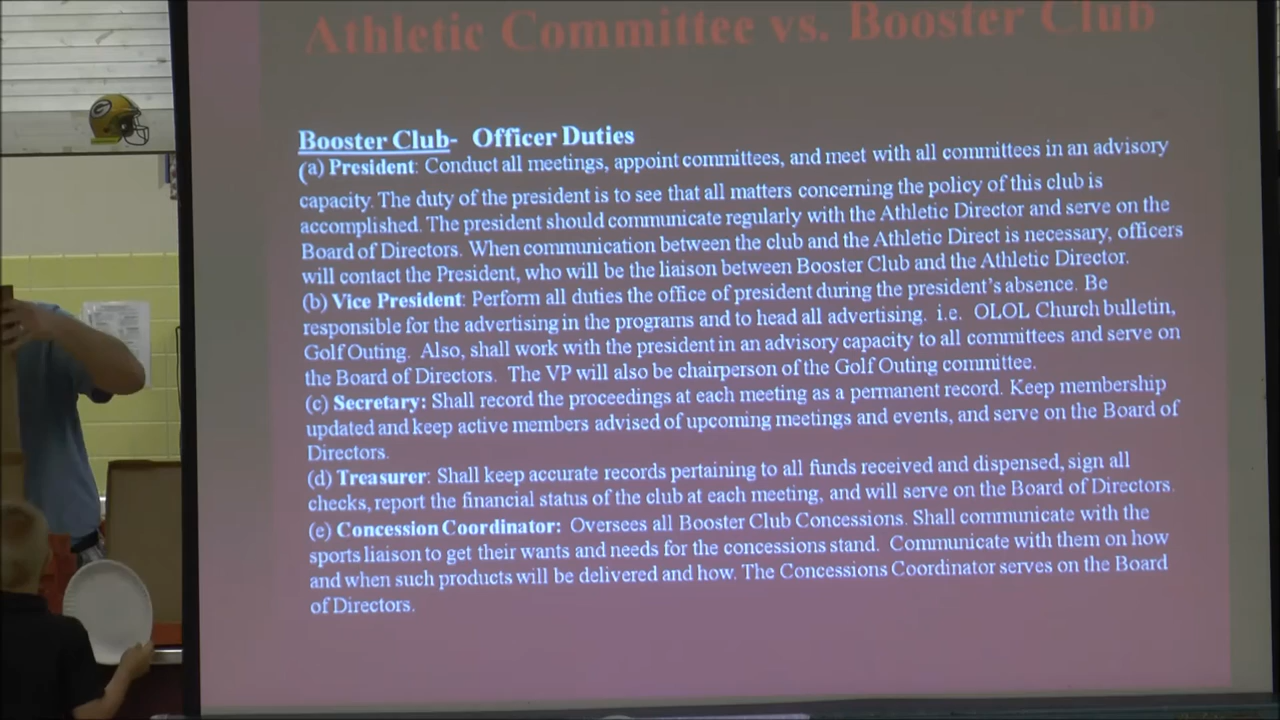 Athletic Committee vs. Booster Club
Booster Club- Officer Duties
(a) President: Conduct all meetings, appoint committees, and meet with all committees in an advisory
capacity. The duty of the president is to see that all matters concerning the policy of this club is
accomplished. The president should communicate regularly with the Athletic Director and serve on the
Board of Directors. When communication between the club and the Athletic Direct is necessary, officers
will contact the President, who will be the liaison between Booster Club and the Athletic Director.
(b) Vice President: Perform all duties the office of president during the president's absence. Be
responsible for the advertising in the programs and to head all advertising. i.e. OLOL Church bulletin,
Golf Outing. Also, shall work with the president in an advisory capacity to all committees and serve on
the Board of Directors. The VP will also be chairperson of the Golf Outing committee.
(c) Secretary: Shall record the proceedings at each meeting as a permanent record. Keep membership
updated and keep active members advised of upcoming meetings and events, and serve on the Board of
Directors.
(d) Treasurer: Shall keep accurate records pertaining to all funds received and dispensed, sign all
checks, report the financial status of the club at each meeting, and will serve on the Board of Directors.
(e) Concession Coordinator: Oversees all Booster Club Concessions. Shall communicate with the
sports liaison to get their wants and needs for the concessions stand. Communicate with them on how
and when such products will be delivered and how. The Concessions Coordinator serves on the Board
of Directors.
G